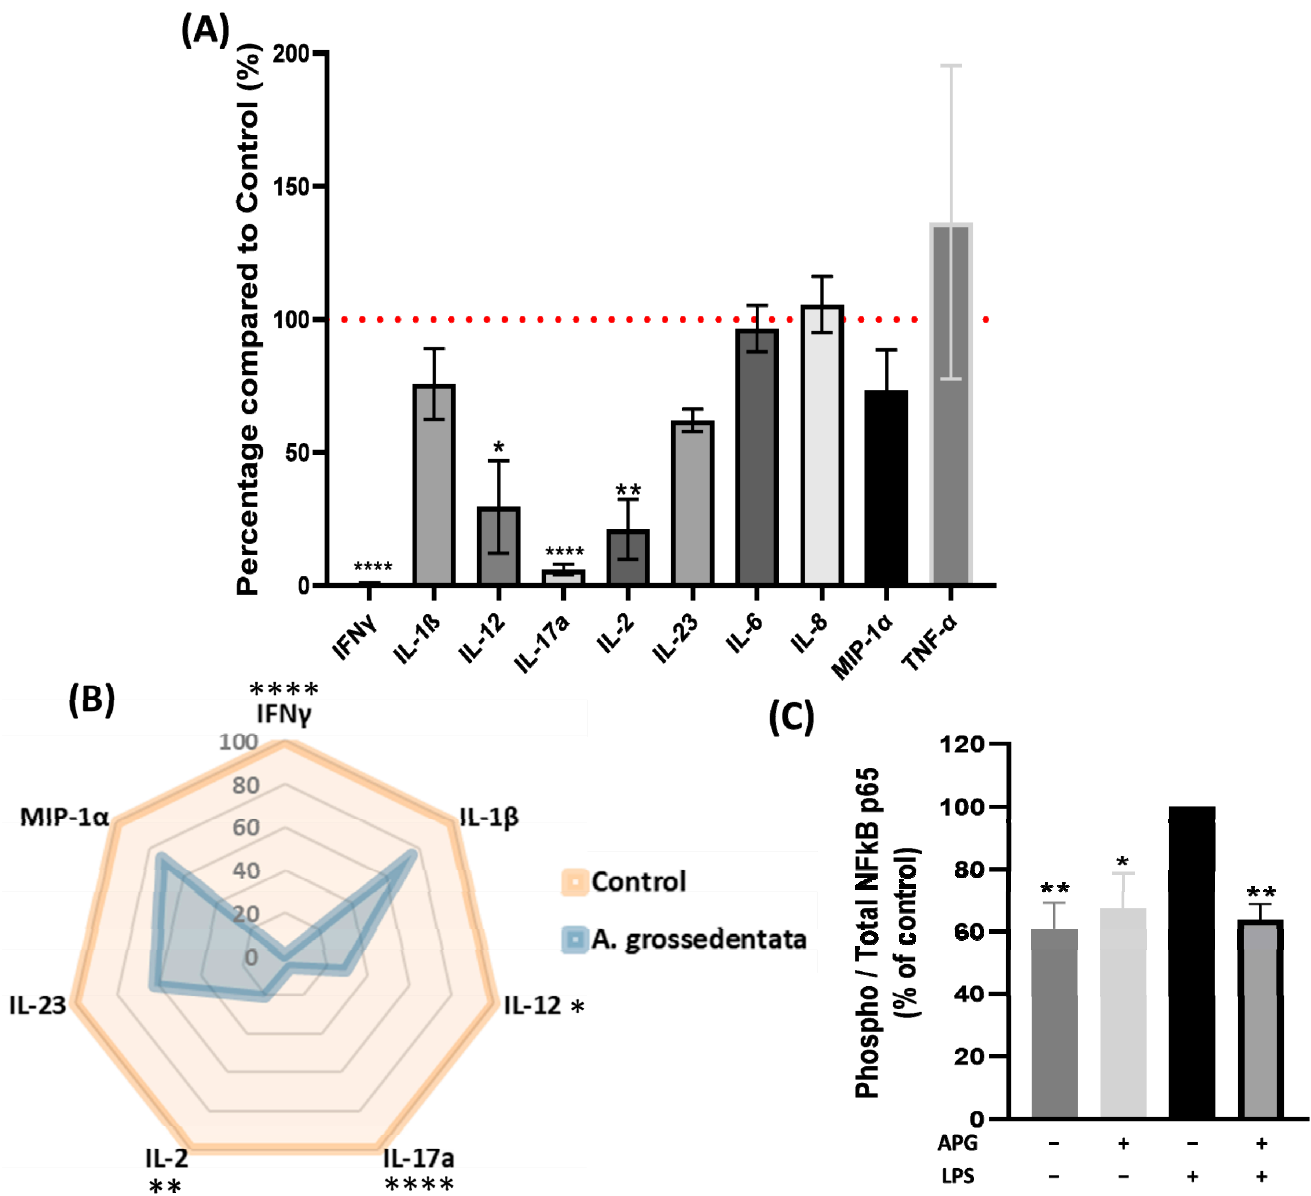 (A)
Percentage compared to Control (%)
200
150
100
50
0
****
*
****
**
IFNγ
IL-1ß
IL-12
IL-17a
IL-2
IL-23
IL-6
IL-8
MIP-1α
TNF-α
(B)
****
IFNγ
100
80
60
40
20
0
MIP-1α
IL-1β
IL-23
IL-12 *
IL-2
**
IL-17a
****
Control
A. grossedentata
(C)
Phospho / Total NFkB p65
(% of control)
120
100
80
60
40
20
0
**
*
**
APG - + - +
LPS - - + +